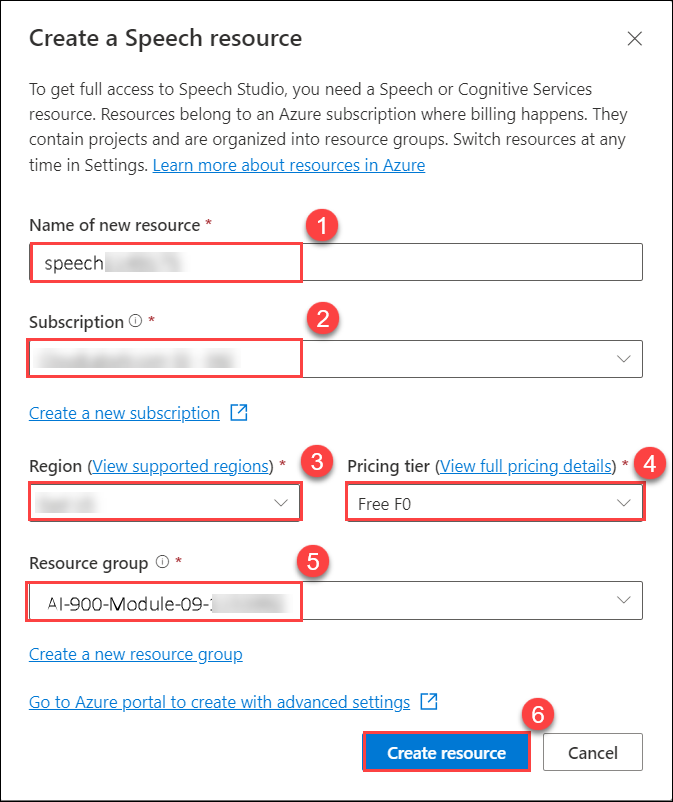 Create a Speech resource
To get full access to Speech Studio, you need a Speech or Cognitive Services
resource. Resources belong to an Azure subscription where billing happens. They
contain projects and are organized into resource groups. Switch resources at any
time in Settings. Learn more about resources in Azure
Name of new resource * 1
speech
Subscription * 2
Create a new subscription
Region (View supported regions) * 3 Pricing tier (View full pricing details) * 4
Free F0
Resource group * 5
AI-900-Module-09-
Create a new resource group
Go to Azure portal to create with advanced settings
6
Create resource Cancel